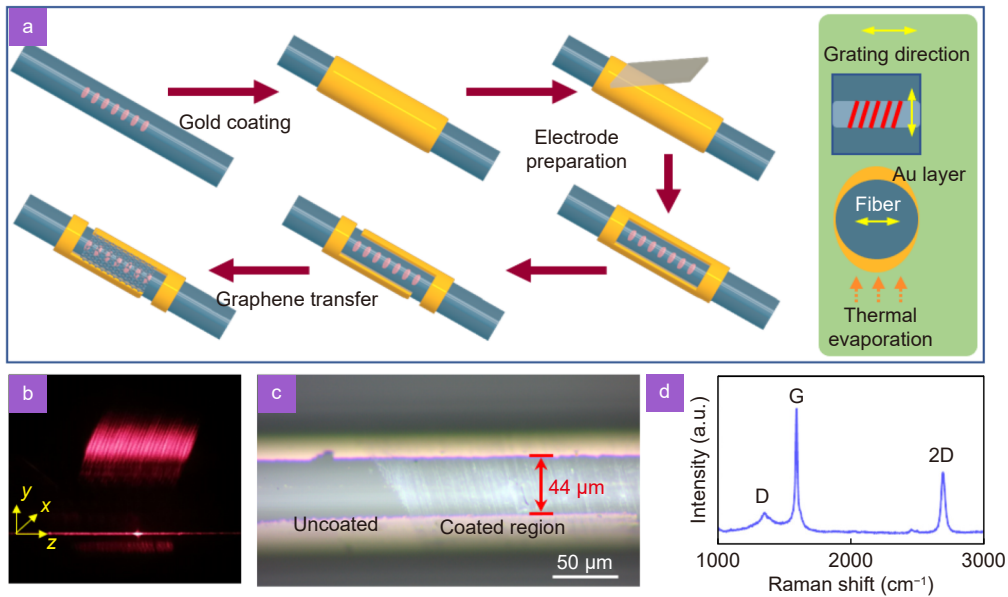 a
Gold coating
Electrode
preparation
Graphene transfer
Grating direction
Au layer
Fiber
Thermal
evaporation
b
y
x
z
c
44 μm
Uncoated
Coated region
50 μm
d
Intensity (a.u.)
D
G
2D
1000
2000
3000
Raman shift (cm⁻¹)